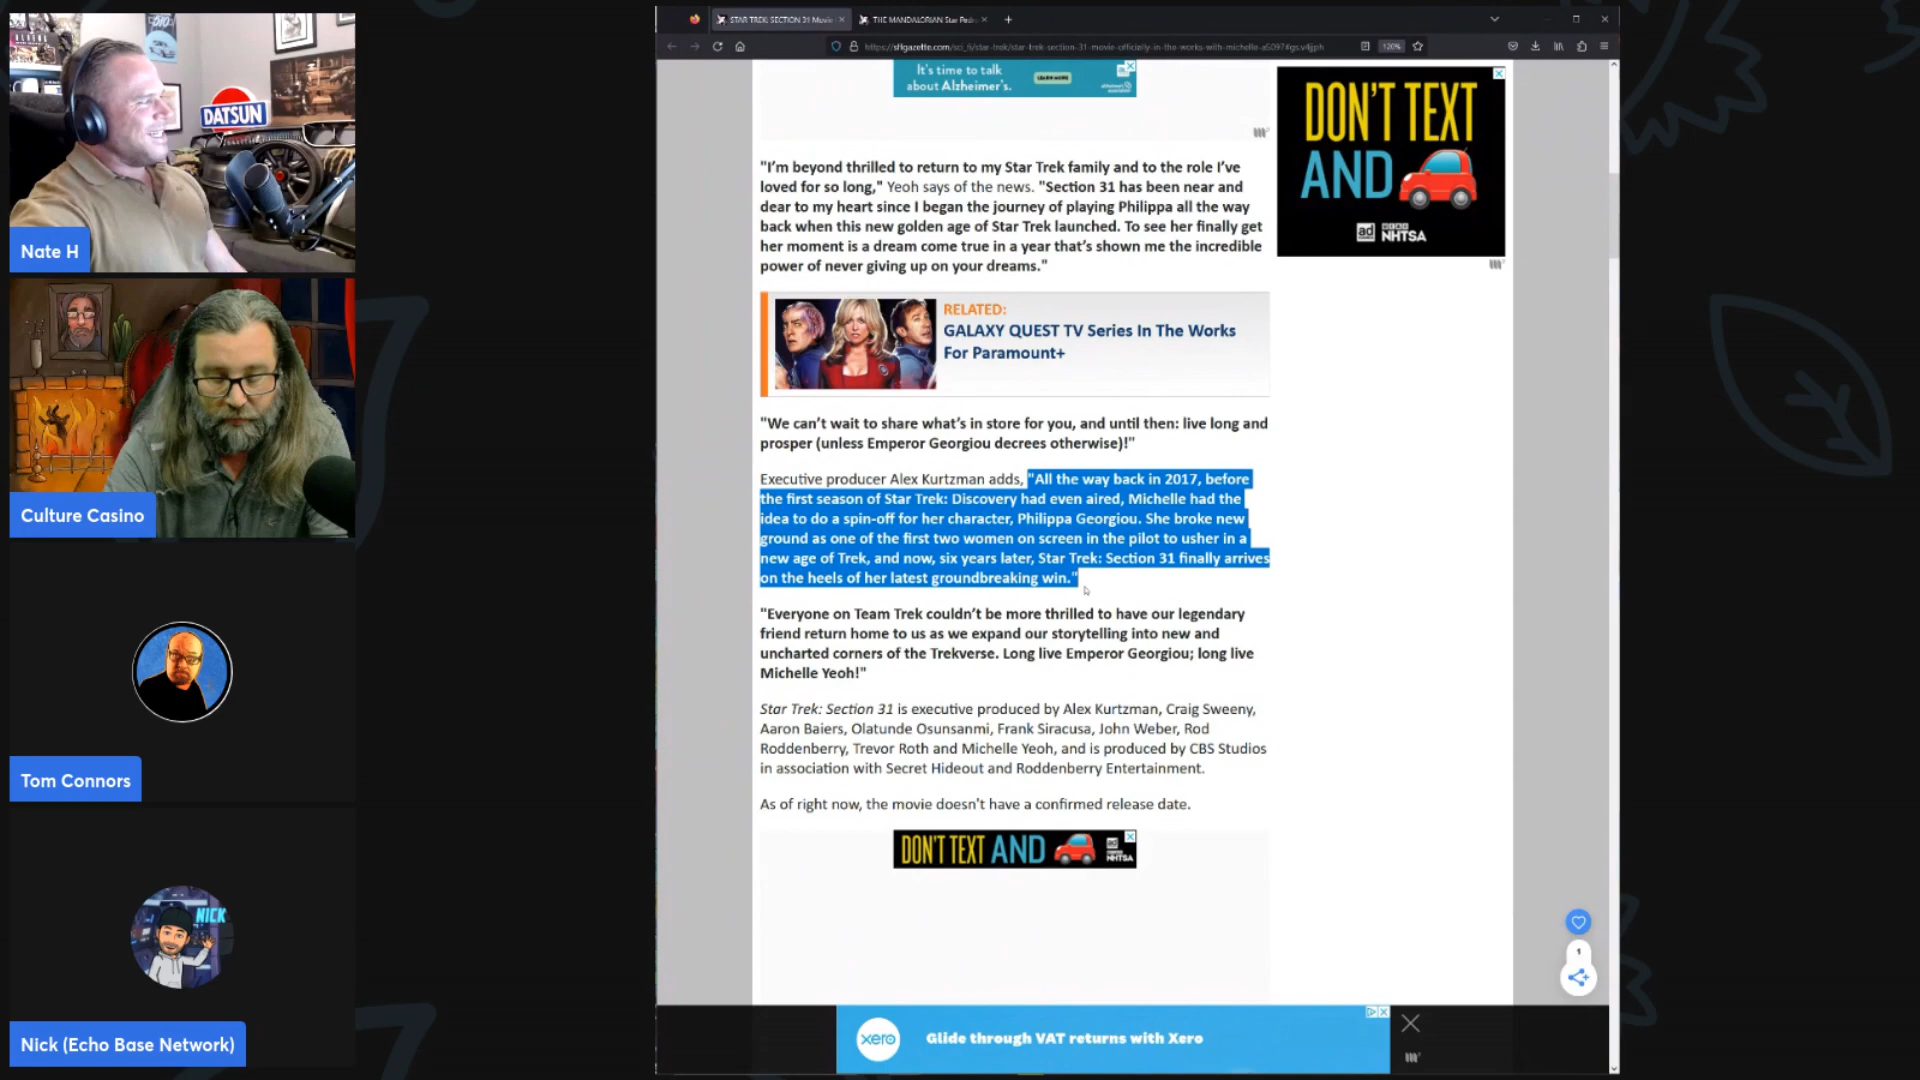 DATSUN
Nate H
Culture Casino
Tom Connors
NICK
Nick (Echo Base Network)
STAR TREK: SECTION 31 Movie
THE MANDALORIAN Star Pedro
120%
It's time to talk
about Alzheimer's.
LEARN MORE
"I'm beyond thrilled to return to my Star Trek family and to the role I've
loved for so long," Yeoh says of the news. "Section 31 has been near and
dear to my heart since I began the journey of playing Philippa all the way
back when this new golden age of Star Trek launched. To see her finally get
her moment is a dream come true in a year that's shown me the incredible
power of never giving up on your dreams."
RELATED:
GALAXY QUEST TV Series In The Works
For Paramount+
"We can't wait to share what's in store for you, and until then: live long and
prosper (unless Emperor Georgiou decrees otherwise)!"
Executive producer Alex Kurtzman adds, "All the way back in 2017, before
the first season of Star Trek: Discovery had even aired, Michelle had the
idea to do a spin-off for her character, Philippa Georgiou. She broke new
ground as one of the first two women on screen in the pilot to usher in a
new age of Trek, and now, six years later, Star Trek: Section 31 finally arrives
on the heels of her latest groundbreaking win."
"Everyone on Team Trek couldn't be more thrilled to have our legendary
friend return home to us as we expand our storytelling into new and
uncharted corners of the Trekverse. Long live Emperor Georgiou; long live
Michelle Yeoh!"
Star Trek: Section 31 is executive produced by Alex Kurtzman, Craig Sweeny,
Aaron Baiers, Olatunde Osunsanmi, Frank Siracusa, John Weber, Rod
Roddenberry, Trevor Roth and Michelle Yeoh, and is produced by CBS Studios
in association with Secret Hideout and Roddenberry Entertainment.
As of right now, the movie doesn't have a confirmed release date.
DON'T TEXT AND
ad
NHTSA
DON'T TEXT
AND
ad
NHTSA
1
xero
Glide through VAT returns with Xero